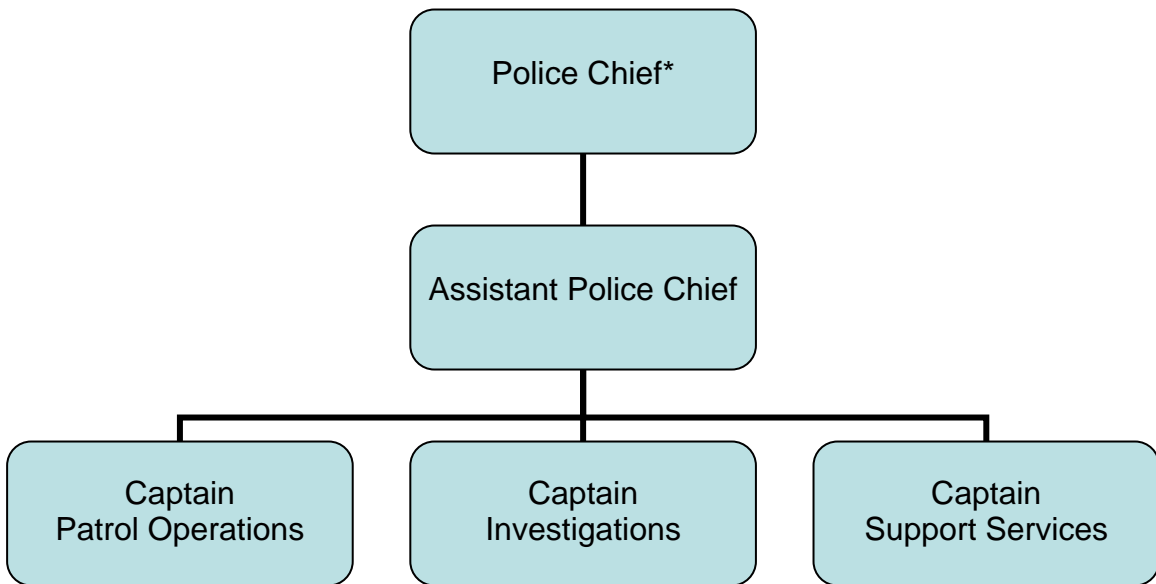 Police Chief*
Assistant Police Chief
Captain
Patrol Operations
Captain
Investigations
Captain
Support Services